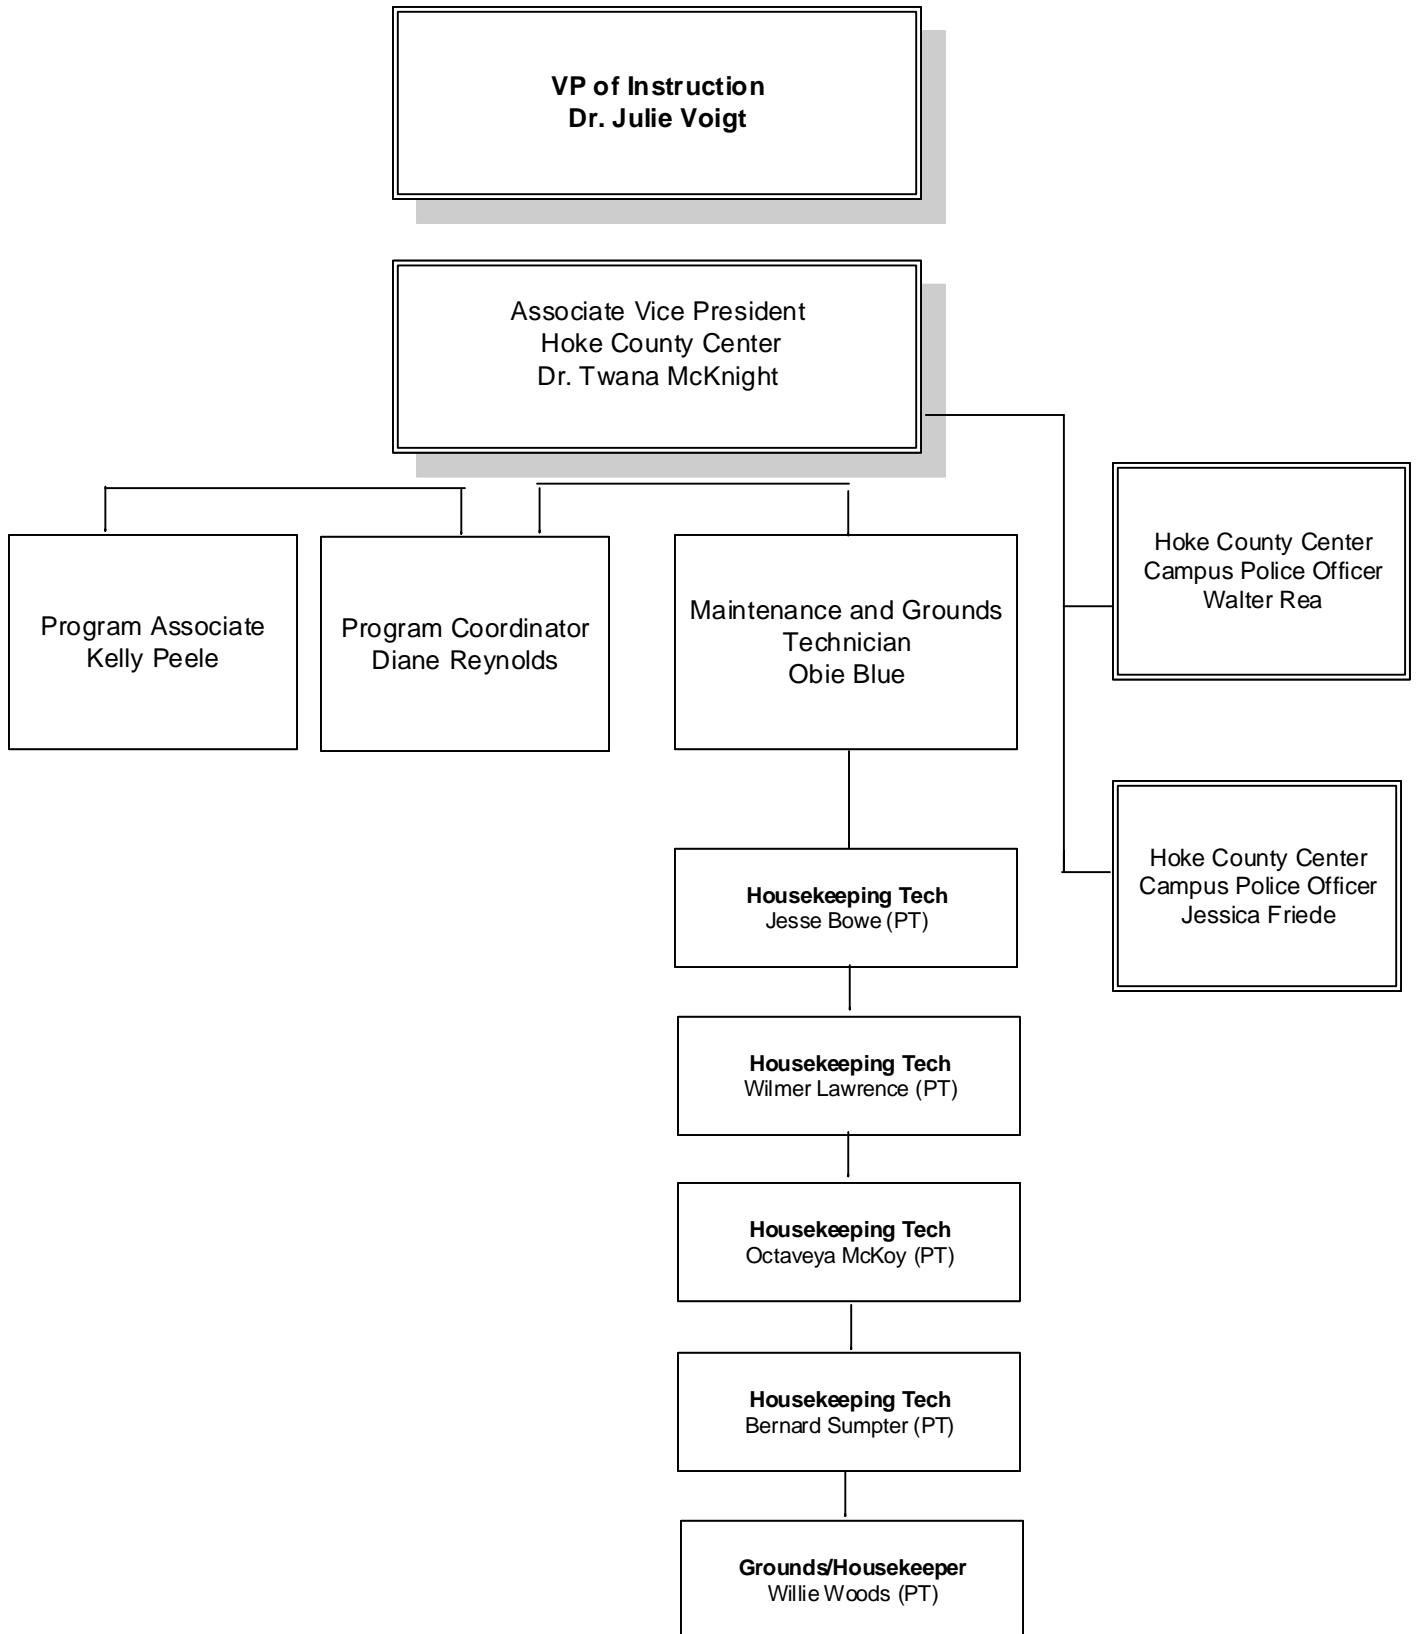 VP of Instruction
Dr. Julie Voigt
Associate Vice President
Hoke County Center
Dr. Twana McKnight
Program Associate
Kelly Peele
Program Coordinator
Diane Reynolds
Maintenance and Grounds
Technician
Obie Blue
Hoke County Center
Campus Police Officer
Walter Rea
Hoke County Center
Campus Police Officer
Jessica Friede
Housekeeping Tech
Jesse Bowe (PT)
Housekeeping Tech
Wilmer Lawrence (PT)
Housekeeping Tech
Octaveya McKoy (PT)
Housekeeping Tech
Bernard Sumpter (PT)
Grounds/Housekeeper
Willie Woods (PT)